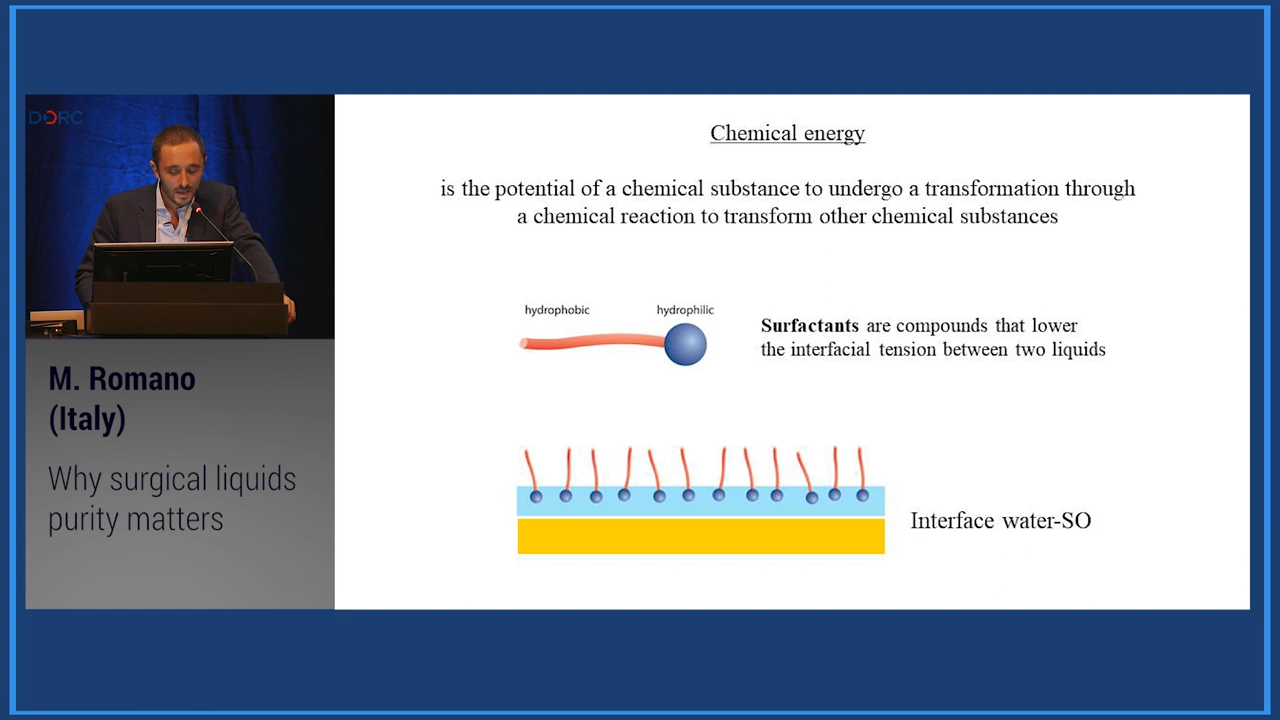 DORC
M. Romano
(Italy)
Why surgical liquids
purity matters
Chemical energy
is the potential of a chemical substance to undergo a transformation through
a chemical reaction to transform other chemical substances
hydrophobic
hydrophilic
Surfactants are compounds that lower
the interfacial tension between two liquids
Interface water-SO